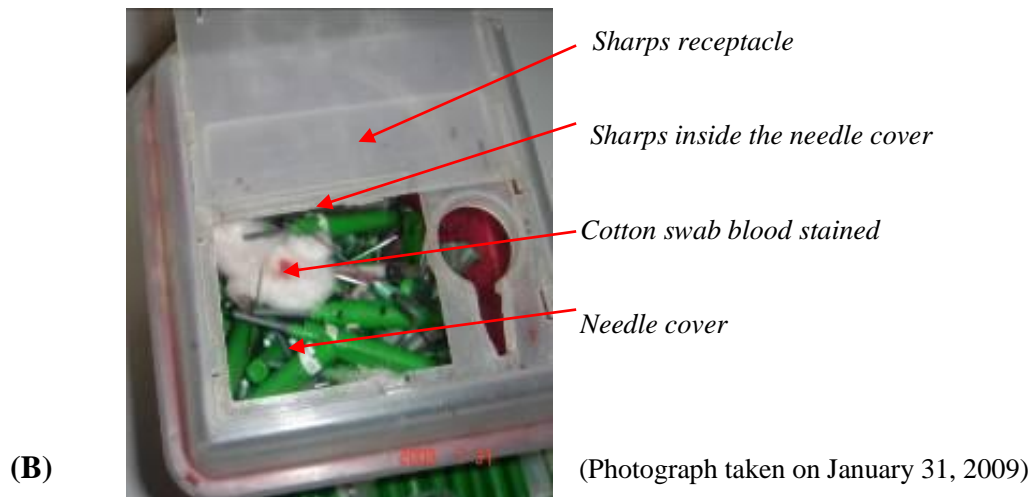 Sharps receptacle
Sharps inside the needle cover
Cotton swab blood stained
Needle cover
(B)
(Photograph taken on January 31, 2009)